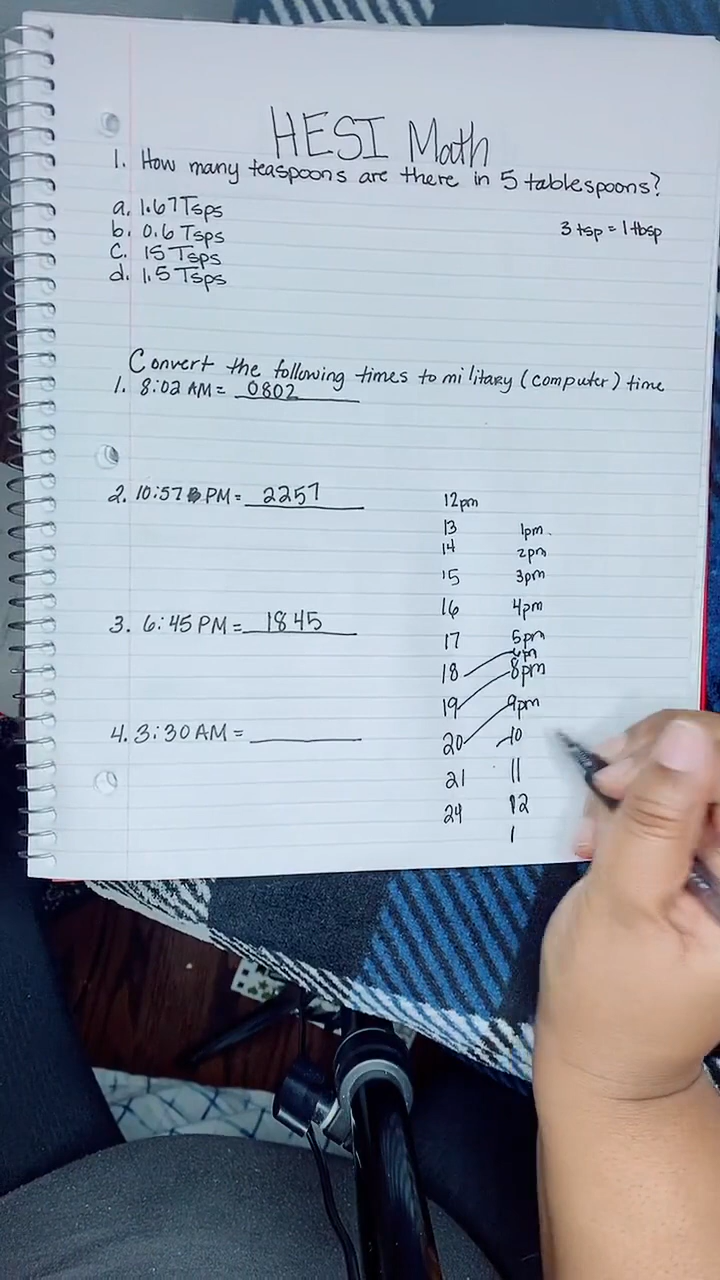 HESI Math
1. How many teaspoons are there in 5 tablespoons?
a. 1.67 Tsps
b. 0.6 Tsps
3 tsp = 1 tbsp
C. 15 Tsps
d. 1.5 Tsps
Convert the following times to military (computer) time
1. 8:02 AM = 0802
2. 10:57 PM = 2257
3. 6:45 PM = 1845
4. 3:30 AM =
12pm
13 1pm
14 2pm
15 3pm
16 4pm
17 5pm
18
8pm
19 9pm
20 10
21 11
24 12
1